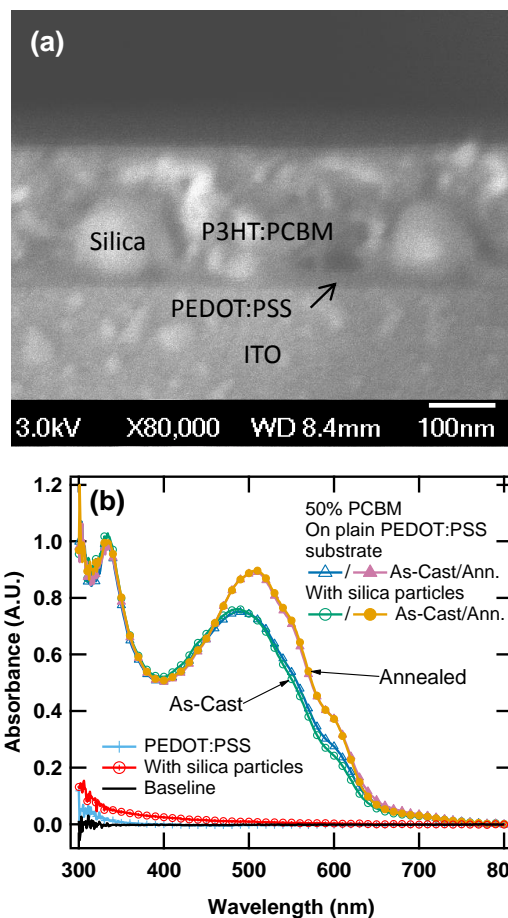 (a)
Silica
P3HT:PCBM
PEDOT:PSS
ITO
3.0kV X80,000 WD 8.4mm 100nm
(b)
50% PCBM
On plain PEDOT:PSS
substrate
/ As-Cast/Ann.
With silica particles
/ As-Cast/Ann.
Annealed
As-Cast
PEDOT:PSS
With silica particles
Baseline
Absorbance (A.U.)
1.2
1.0
0.8
0.6
0.4
0.2
0.0
300 400 500 600 700 80
Wavelength (nm)